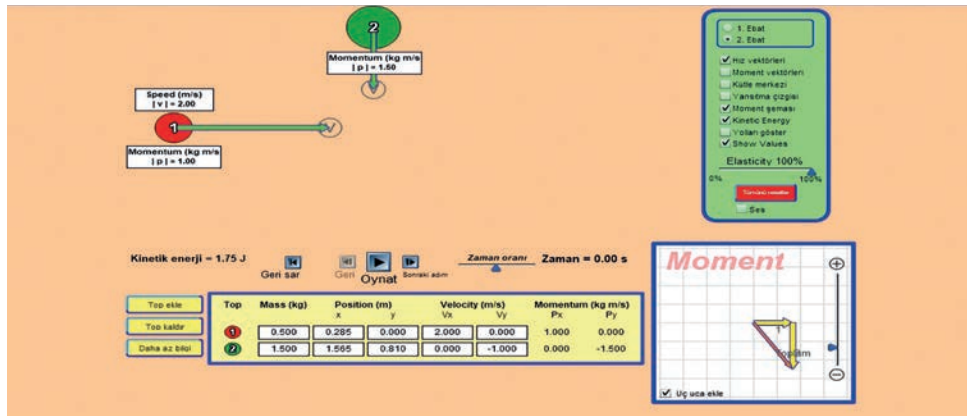 2
Momentum (kg m/s
| p | = 1.50
V
Speed (m/s)
| v | = 2.00
1
V
Momentum (kg m/s
| p | = 1.00
1. Ebat
2. Ebat
Hız vektörleri
Moment vektörleri
Kütle merkezi
Yansıtma çizgisi
Moment şeması
Kinetic Energy
Yolları göster
Show Values
Elasticity 100%
0% 100%
Ses
Kinetik enerji = 1.75 J
Geri sar
Geri
Oynat
Sonraki adım
Zaman oranı
Zaman = 0.00 s
Top ekle
Top kaldır
Daha az bilgi
Top Mass (kg) Position (m) Velocity (m/s) Momentum (kg m/s)
x y Vx Vy Px Py
1 0.500 0.285 0.000 2.000 0.000 1.000 0.000
2 1.500 1.565 0.810 0.000 -1.000 0.000 -1.500
Moment
1
Toplam
Uç uca ekle